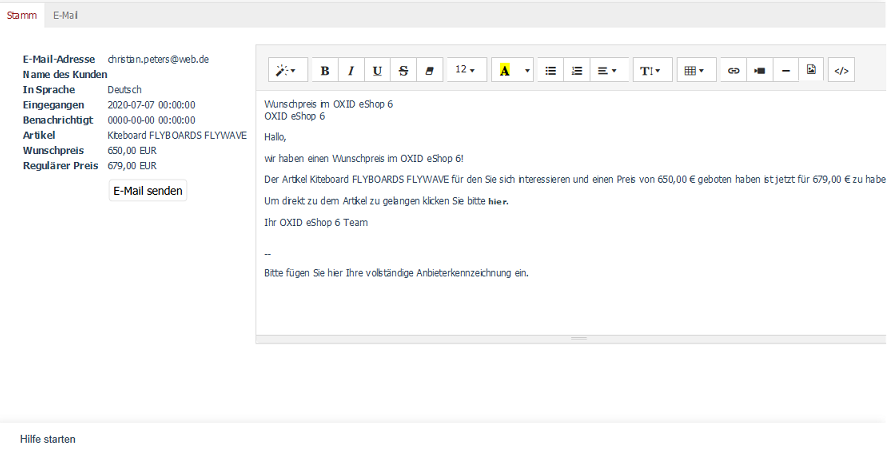 Stamm E-Mail
E-Mail-Adresse christian.peters@web.de
Name des Kunden
In Sprache Deutsch
Eingegangen 2020-07-07 00:00:00
Benachrichtigt 0000-00-00 00:00:00
Artikel Kiteboard FLYBOARDS FLYWAVE
Wunschpreis 650,00 EUR
Regulärer Preis 679,00 EUR
E-Mail senden
B I U S 12 A T! </>
Wunschpreis im OXID eShop 6
OXID eShop 6
Hallo,
wir haben einen Wunschpreis im OXID eShop 6!
Der Artikel Kiteboard FLYBOARDS FLYWAVE für den Sie sich interessieren und einen Preis von 650,00 € geboten haben ist jetzt für 679,00 € zu habe
Um direkt zu dem Artikel zu gelangen klicken Sie bitte hier.
Ihr OXID eShop 6 Team
--
Bitte fügen Sie hier Ihre vollständige Anbieterkennzeichnung ein.
Hilfe starten